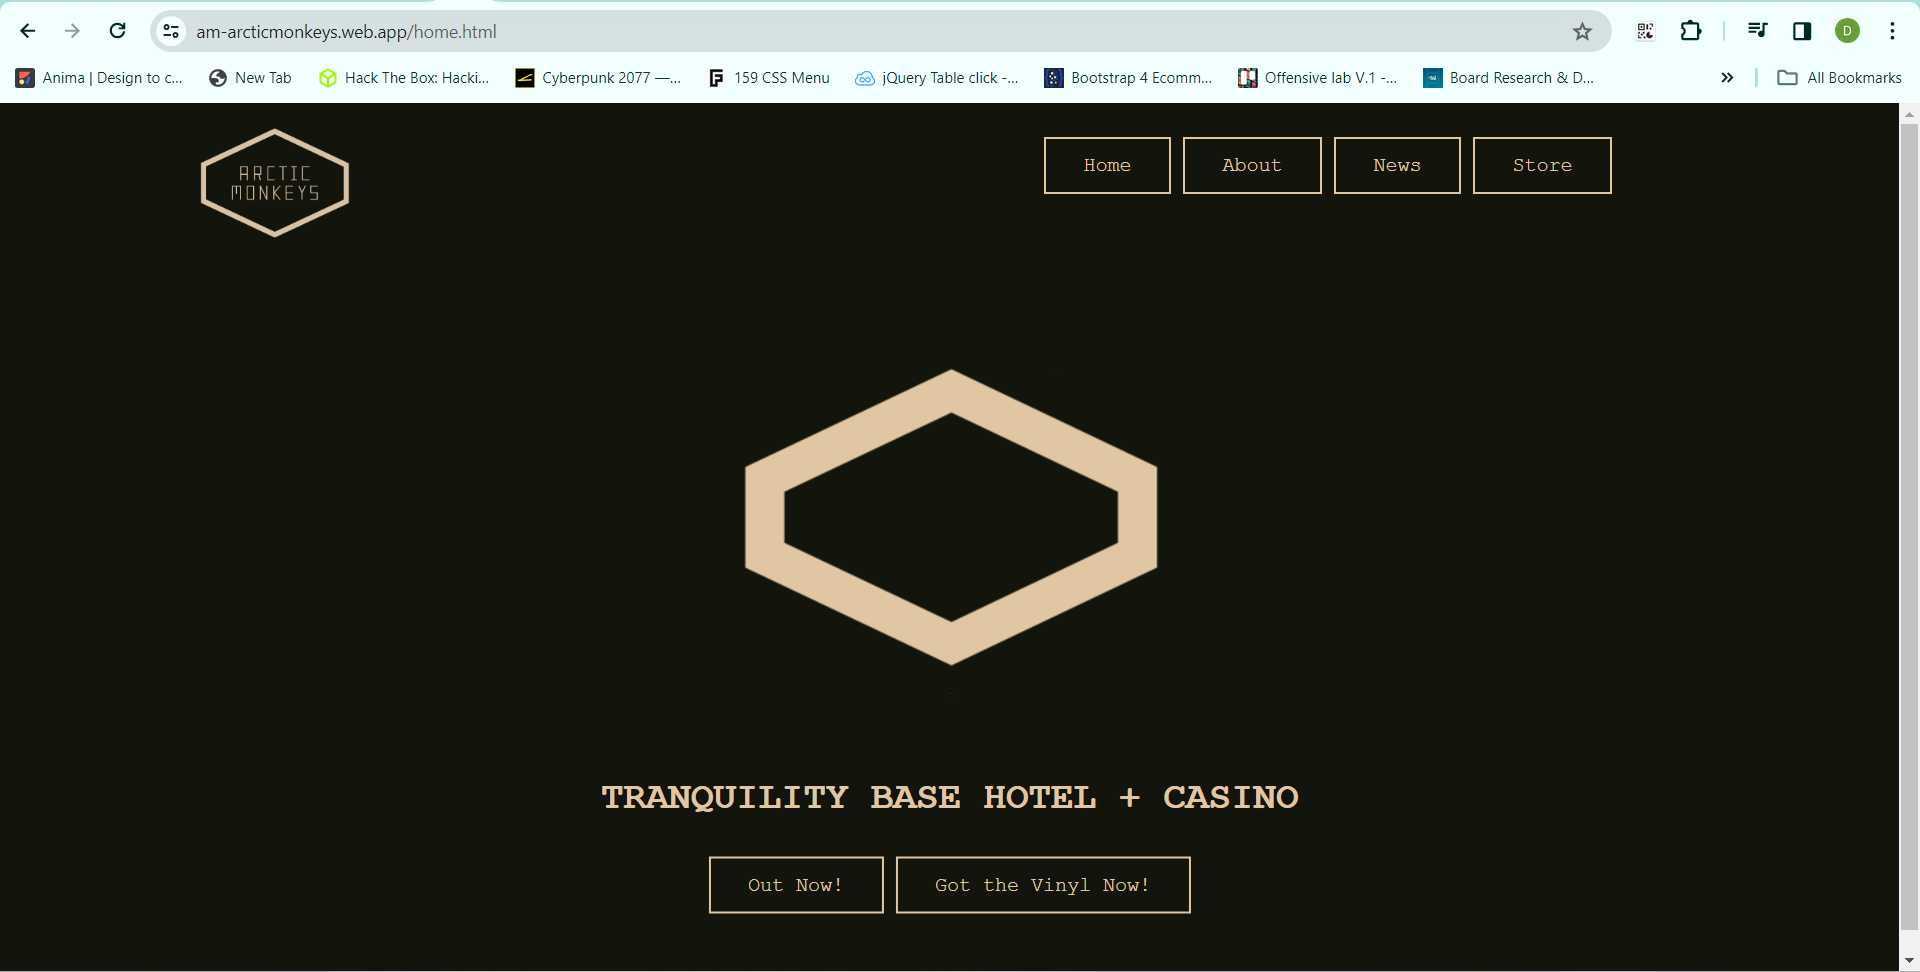 am-arcticmonkeys.web.app/home.html
D
Anima | Design to c...
New Tab
Hack The Box: Hacki...
Cyberpunk 2077 —...
159 CSS Menu
jQuery Table click -...
Bootstrap 4 Ecomm...
Offensive lab V.1 -...
Board Research & D...
All Bookmarks
ARCTIC
MONKEYS
Home
About
News
Store
TRANQUILITY BASE HOTEL + CASINO
Out Now!
Got the Vinyl Now!